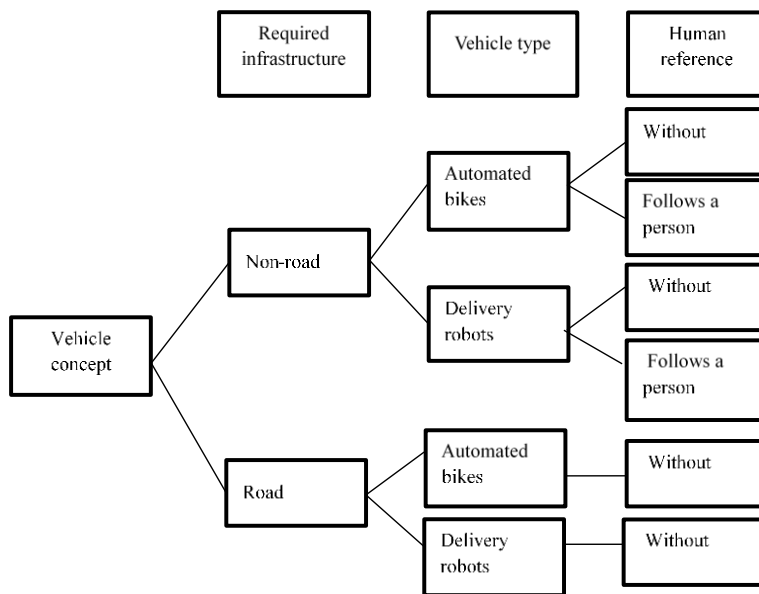 Required
infrastructure
Vehicle type
Human
reference
Without
Automated
bikes
Follows a
person
Non-road
Without
Delivery
robots
Vehicle
concept
Follows a
person
Automated
bikes
Without
Road
Delivery
robots
Without